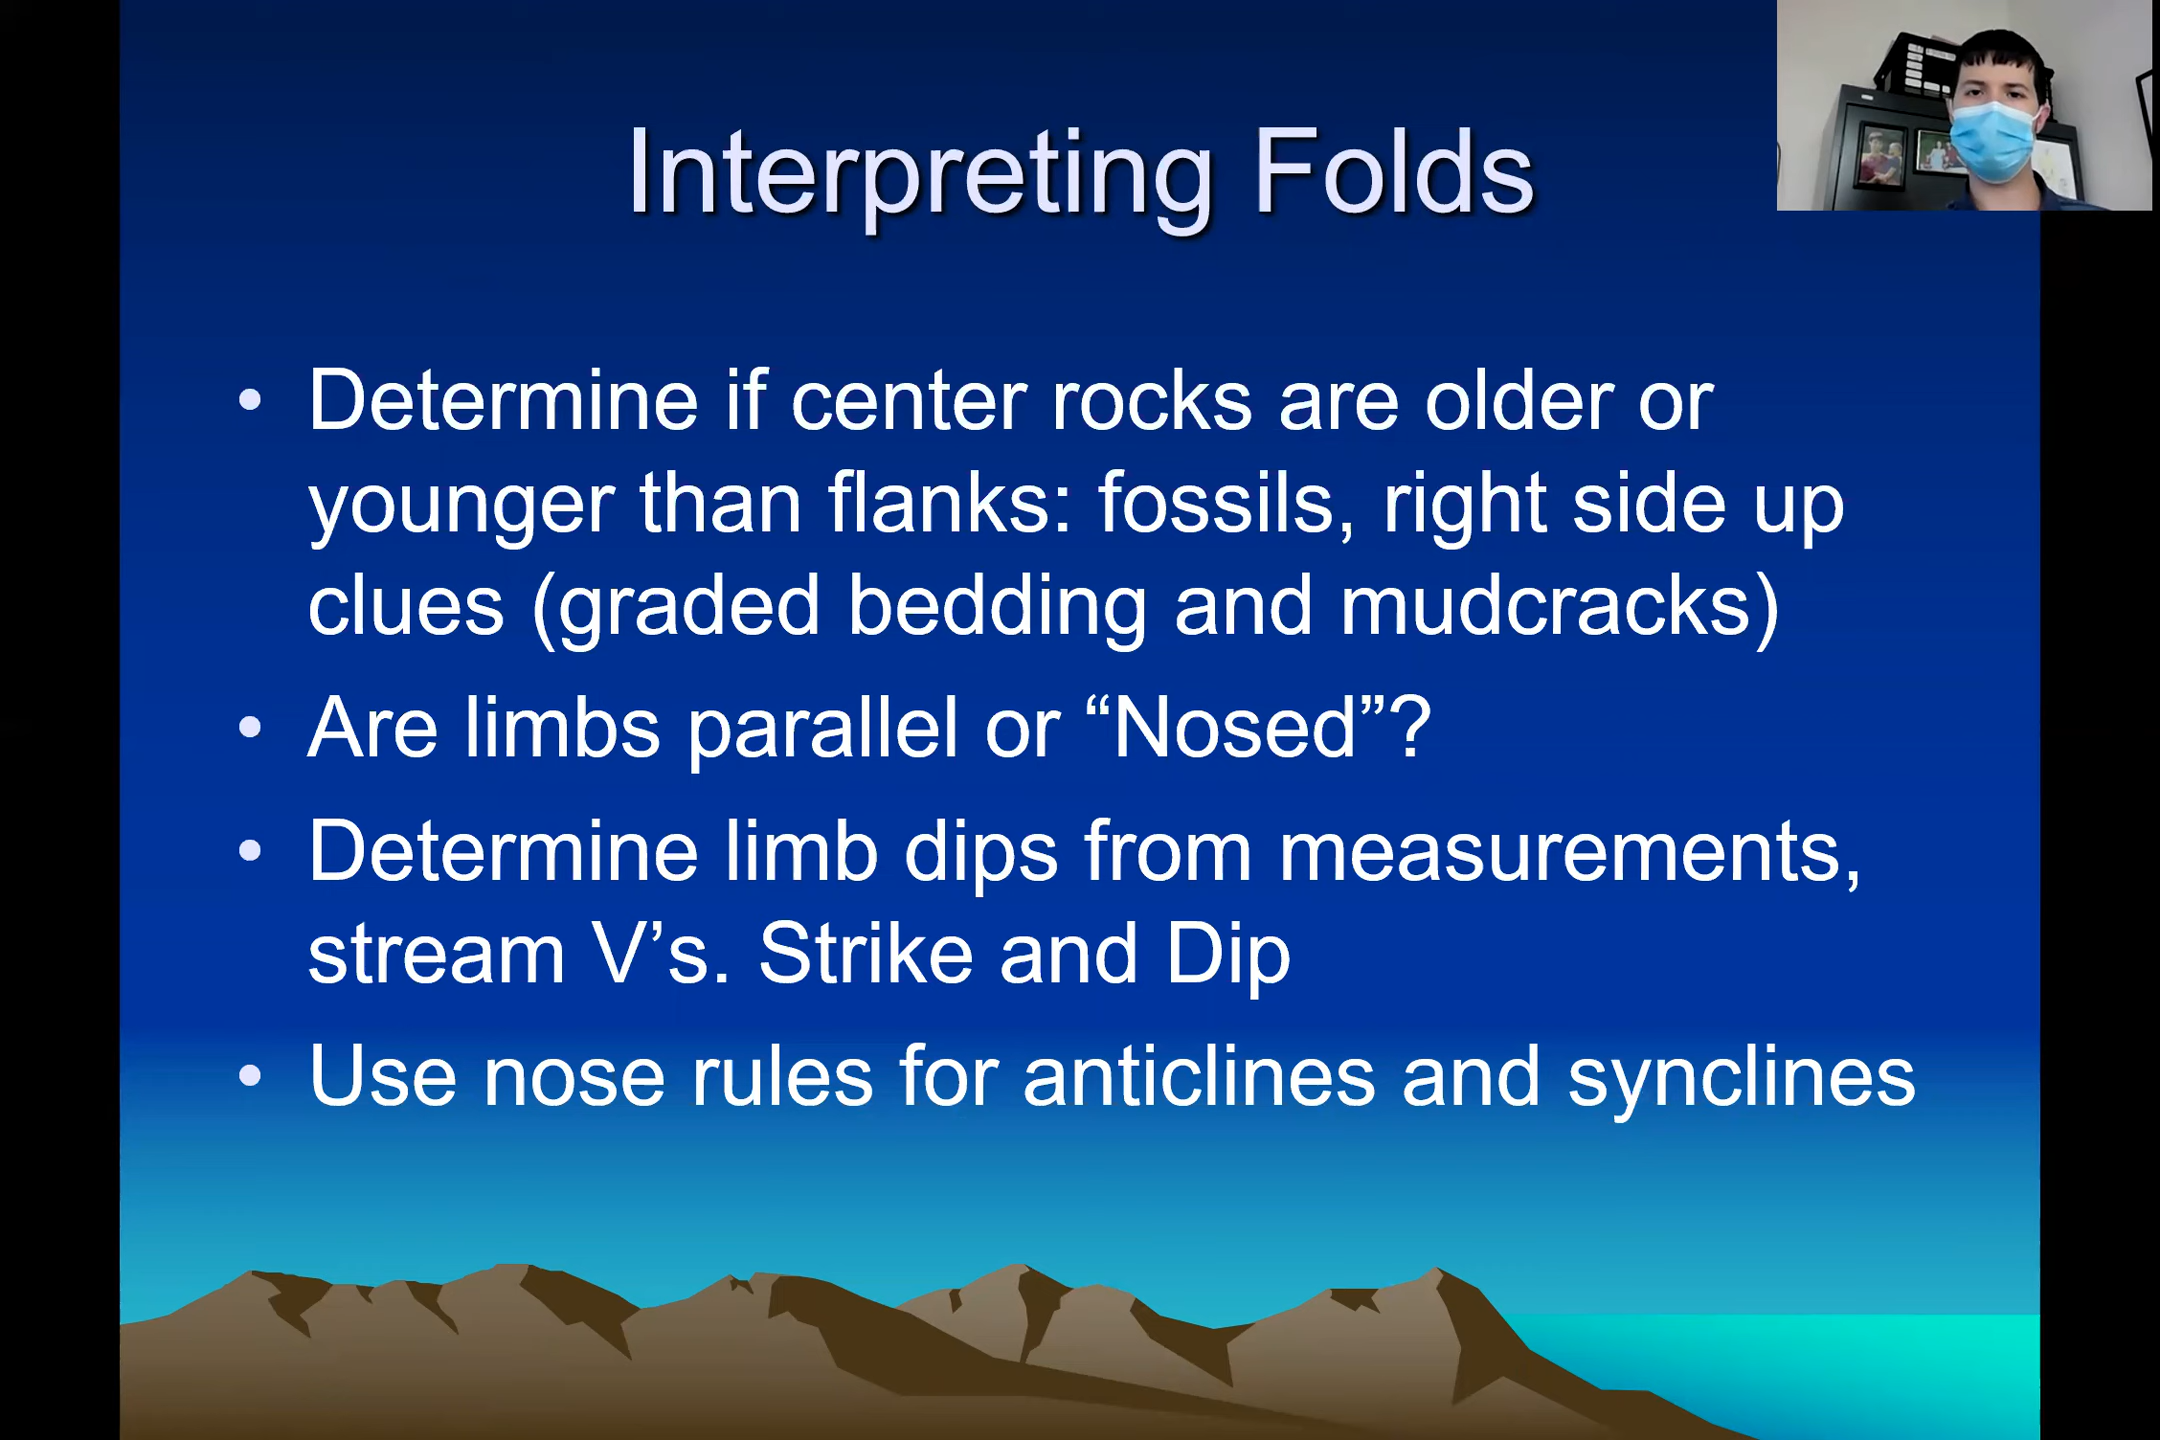 Interpreting Folds
• Determine if center rocks are older or
younger than flanks: fossils, right side up
clues (graded bedding and mudcracks)
• Are limbs parallel or “Nosed”?
• Determine limb dips from measurements,
stream V’s. Strike and Dip
• Use nose rules for anticlines and synclines